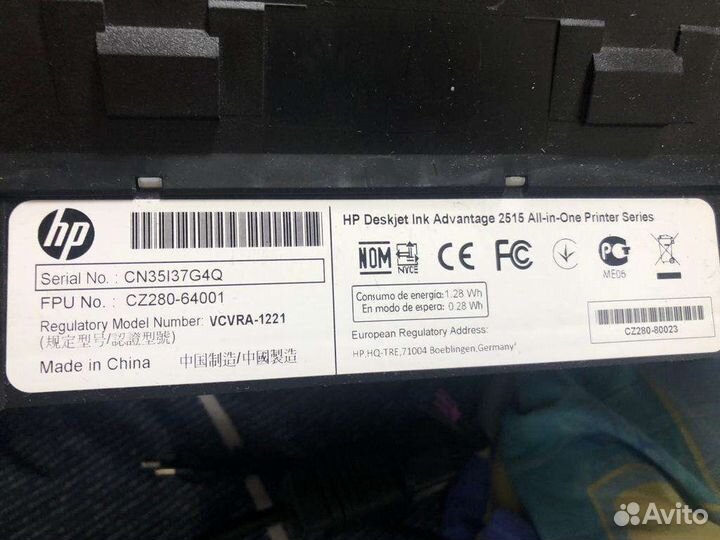 hp
Serial No. : CN35I37G4Q
FPU No. : CZ280-64001
Regulatory Model Number: VCVRA-1221
(规定型号/認證型號)
Made in China 中国制造/中國製造
HP Deskjet Ink Advantage 2515 All-in-One Printer Series
NOM NYCE CE FC PCT
ME06
Consumo de energía: 1.28 Wh
En modo de espera: 0.28 Wh
European Regulatory Address:
HP, HQ-TRE, 71004 Boeblingen, Germany
CZ280-80023
Avito